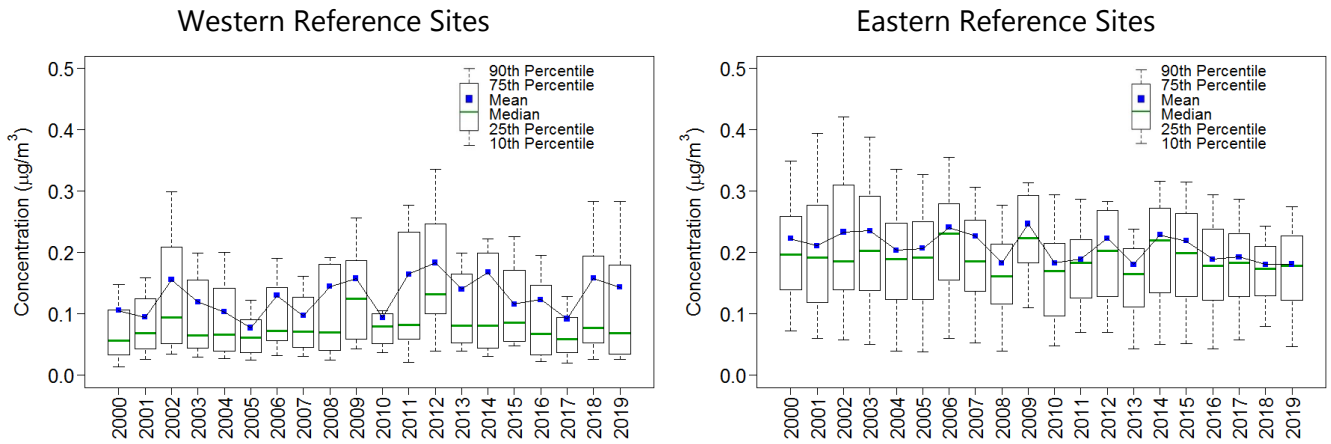 Western Reference Sites
Concentration (µg/m³)
0.5
0.4
0.3
0.2
0.1
0.0
90th Percentile
75th Percentile
Mean
Median
25th Percentile
10th Percentile
2000 2001 2002 2003 2004 2005 2006 2007 2008 2009 2010 2011 2012 2013 2014 2015 2016 2017 2018 2019
Eastern Reference Sites
Concentration (µg/m³)
0.5
0.4
0.3
0.2
0.1
0.0
90th Percentile
75th Percentile
Mean
Median
25th Percentile
10th Percentile
2000 2001 2002 2003 2004 2005 2006 2007 2008 2009 2010 2011 2012 2013 2014 2015 2016 2017 2018 2019